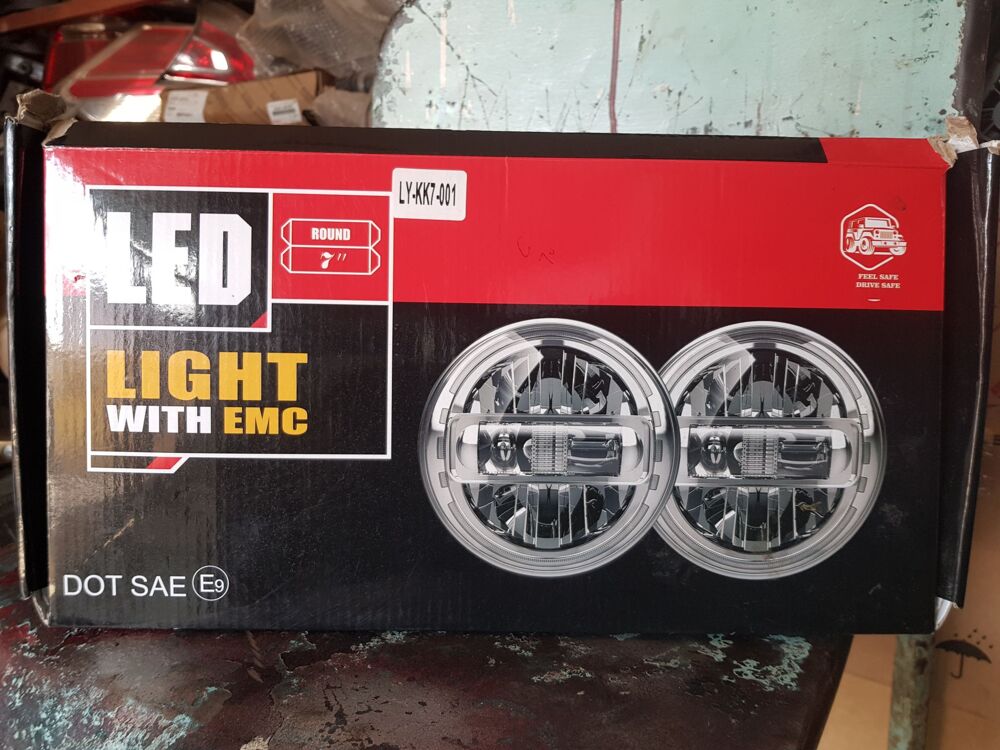 LY-KK7-001
LED
ROUND
7"
LIGHT
WITH EMC
FEEL SAFE
DRIVE SAFE
DOT SAE E9